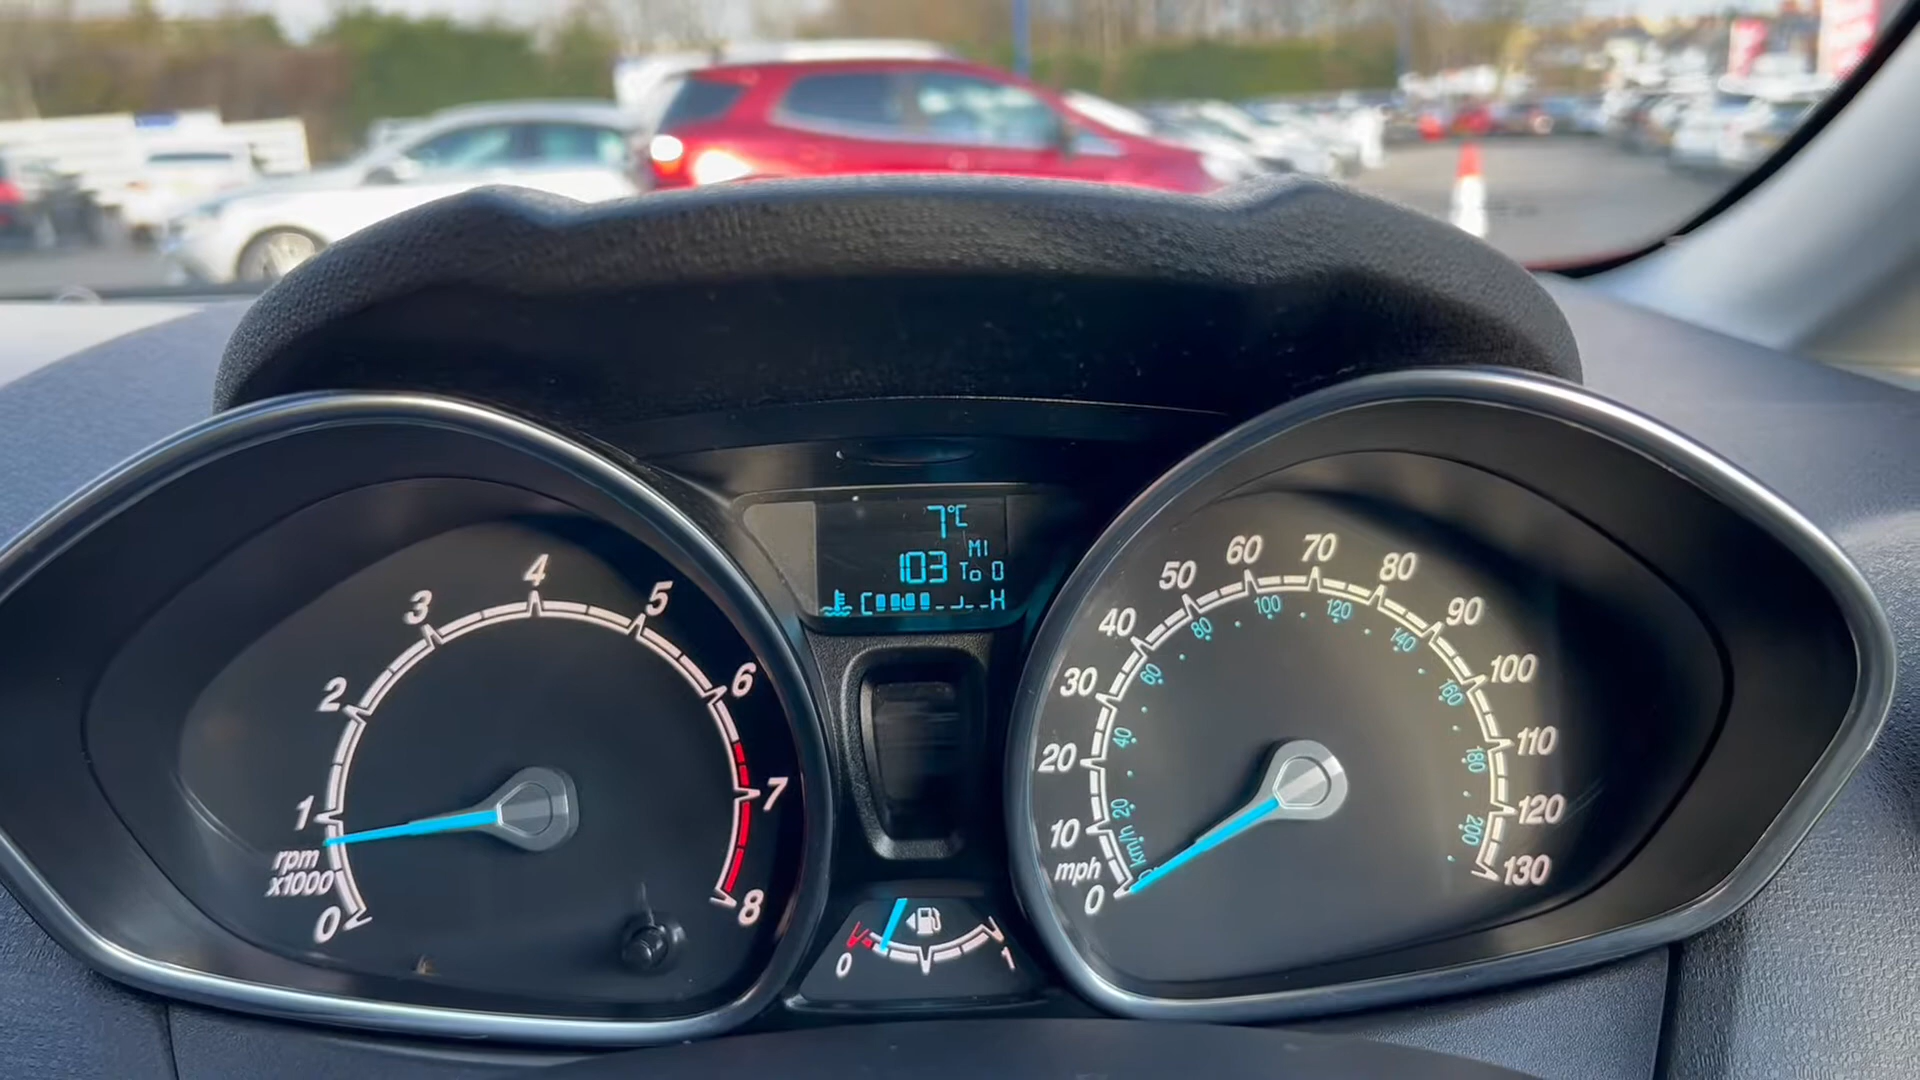 7°C
MI
103 To 0
C H
0 1 2 3 4 5 6 7 8
rpm
x1000
0 10 20 30 40 50 60 70 80 90 100 110 120 130
mph
20 40 60 80 100 120 140 160 180 200
km/h
0 1